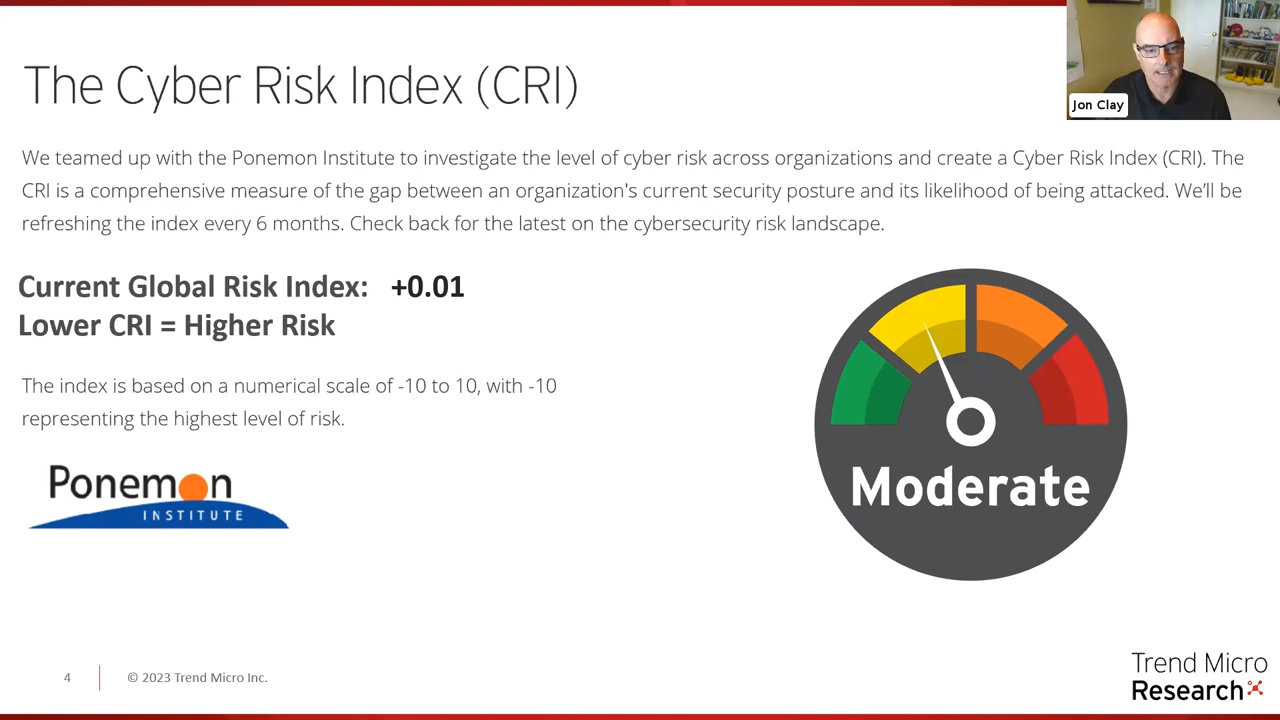 The Cyber Risk Index (CRI)
Jon Clay
We teamed up with the Ponemon Institute to investigate the level of cyber risk across organizations and create a Cyber Risk Index (CRI). The
CRI is a comprehensive measure of the gap between an organization's current security posture and its likelihood of being attacked. We’ll be
refreshing the index every 6 months. Check back for the latest on the cybersecurity risk landscape.
Current Global Risk Index: +0.01
Lower CRI = Higher Risk
The index is based on a numerical scale of -10 to 10, with -10
representing the highest level of risk.
Ponemon
INSTITUTE
Moderate
4
© 2023 Trend Micro Inc.
Trend Micro
Research